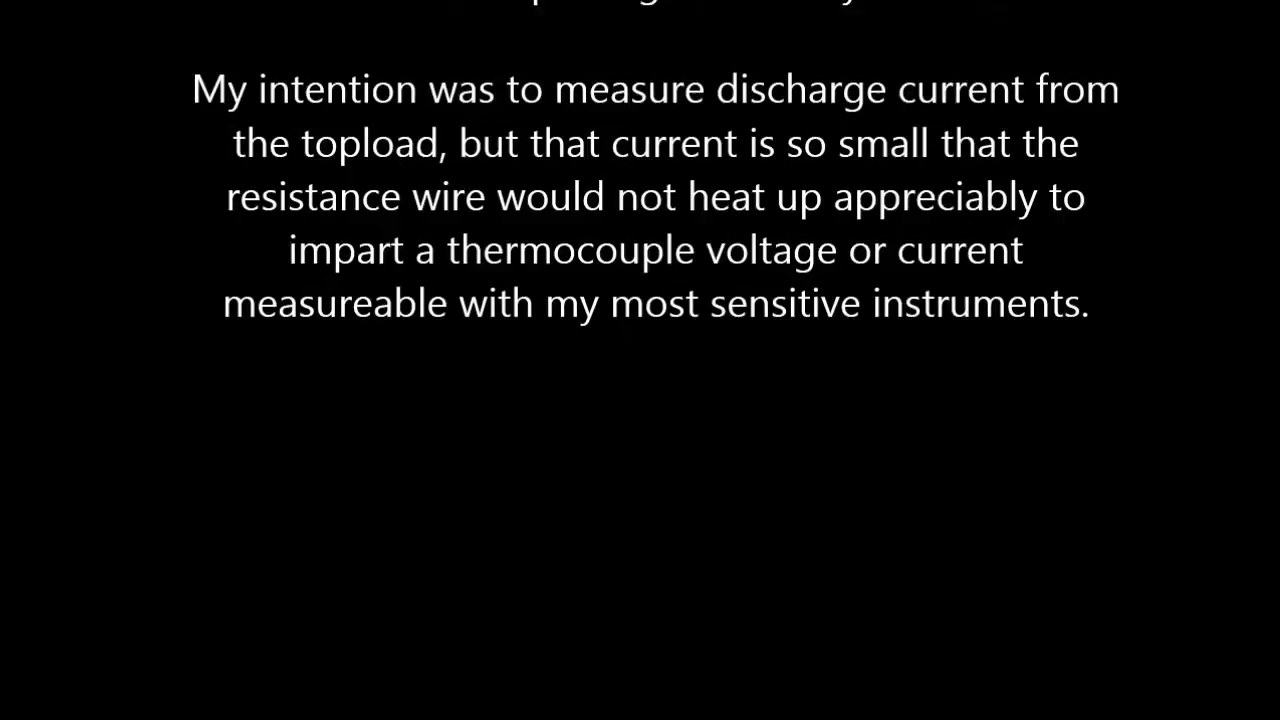 My intention was to measure discharge current from
the topload, but that current is so small that the
resistance wire would not heat up appreciably to
impart a thermocouple voltage or current
measureable with my most sensitive instruments.